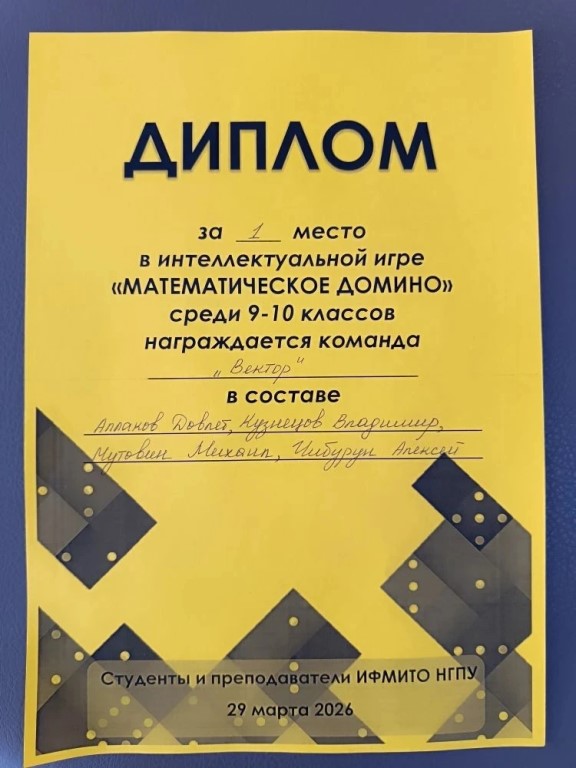 ДИПЛОМ
за 1 место
в интеллектуальной игре
«МАТЕМАТИЧЕСКОЕ ДОМИНО»
среди 9-10 классов
награждается команда
„Вектор"
в составе
Аппаков Довлет, Кузнецов Владимир,
Мутовин Михаил, Чибурун Алексей
Студенты и преподаватели ИФМИТО НГПУ
29 марта 2026